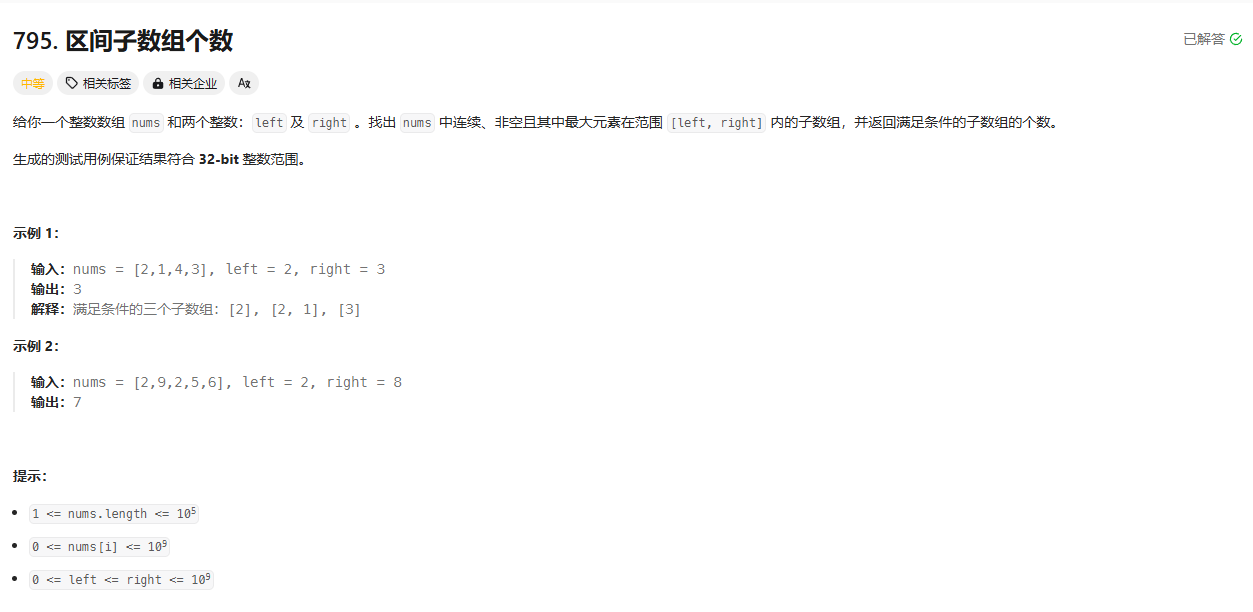 795. 区间子数组个数
已解答
中等 相关标签 相关企业 Aあ
给你一个整数数组 nums 和两个整数：left 及 right 。找出 nums 中连续、非空且其中最大元素在范围 [left, right] 内的子数组，并返回满足条件的子数组的个数。
生成的测试用例保证结果符合 32-bit 整数范围。
示例 1：
输入：nums = [2,1,4,3], left = 2, right = 3
输出：3
解释：满足条件的三个子数组：[2], [2, 1], [3]
示例 2：
输入：nums = [2,9,2,5,6], left = 2, right = 8
输出：7
提示：
1 <= nums.length <= 10⁵
0 <= nums[i] <= 10⁹
0 <= left <= right <= 10⁹